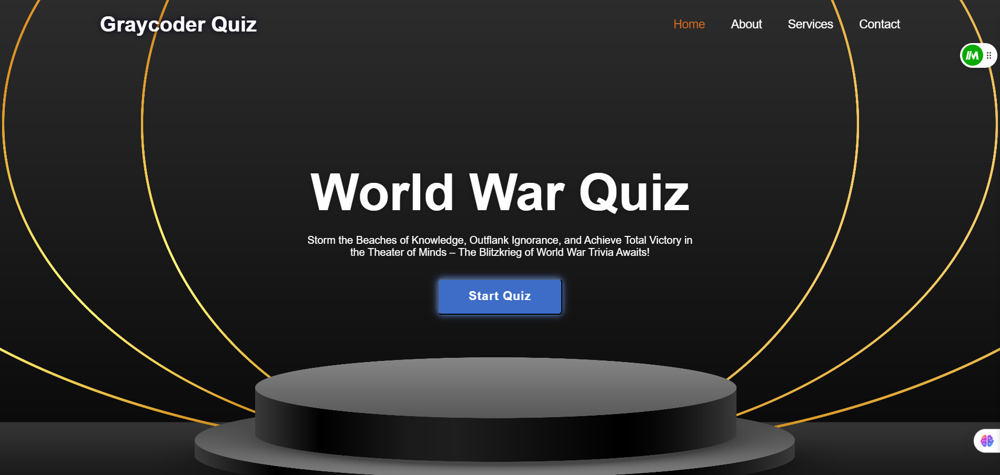 Graycoder Quiz
Home About Services Contact
World War Quiz
Storm the Beaches of Knowledge, Outflank Ignorance, and Achieve Total Victory in
the Theater of Minds – The Blitzkrieg of World War Trivia Awaits!
Start Quiz